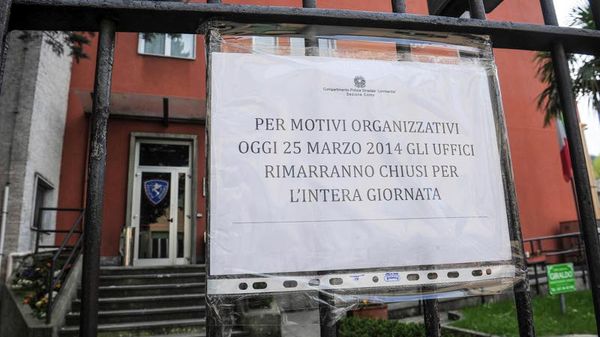 Compartimento Polizia Stradale "Lombardia"
Sezione Como
PER MOTIVI ORGANIZZATIVI
OGGI 25 MARZO 2014 GLI UFFICI
RIMARRANNO CHIUSI PER
L'INTERA GIORNATA
GIRALDO